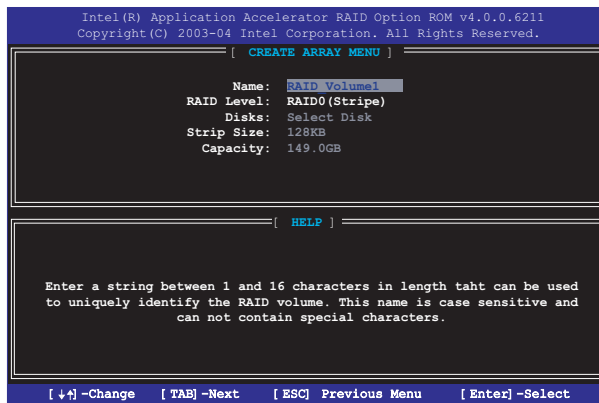 Intel(R) Application Accelerator RAID Option ROM v4.0.0.6211
Copyright(C) 2003-04 Intel Corporation. All Rights Reserved.
[ CREATE ARRAY MENU ]
Name: RAID Volume1
RAID Level: RAID0(Stripe)
Disks: Select Disk
Strip Size: 128KB
Capacity: 149.0GB
[ HELP ]
Enter a string between 1 and 16 characters in length taht can be used
to uniquely identify the RAID volume. This name is case sensitive and
can not contain special characters.
[↓↑]-Change [TAB]-Next [ESC] Previous Menu [Enter]-Select